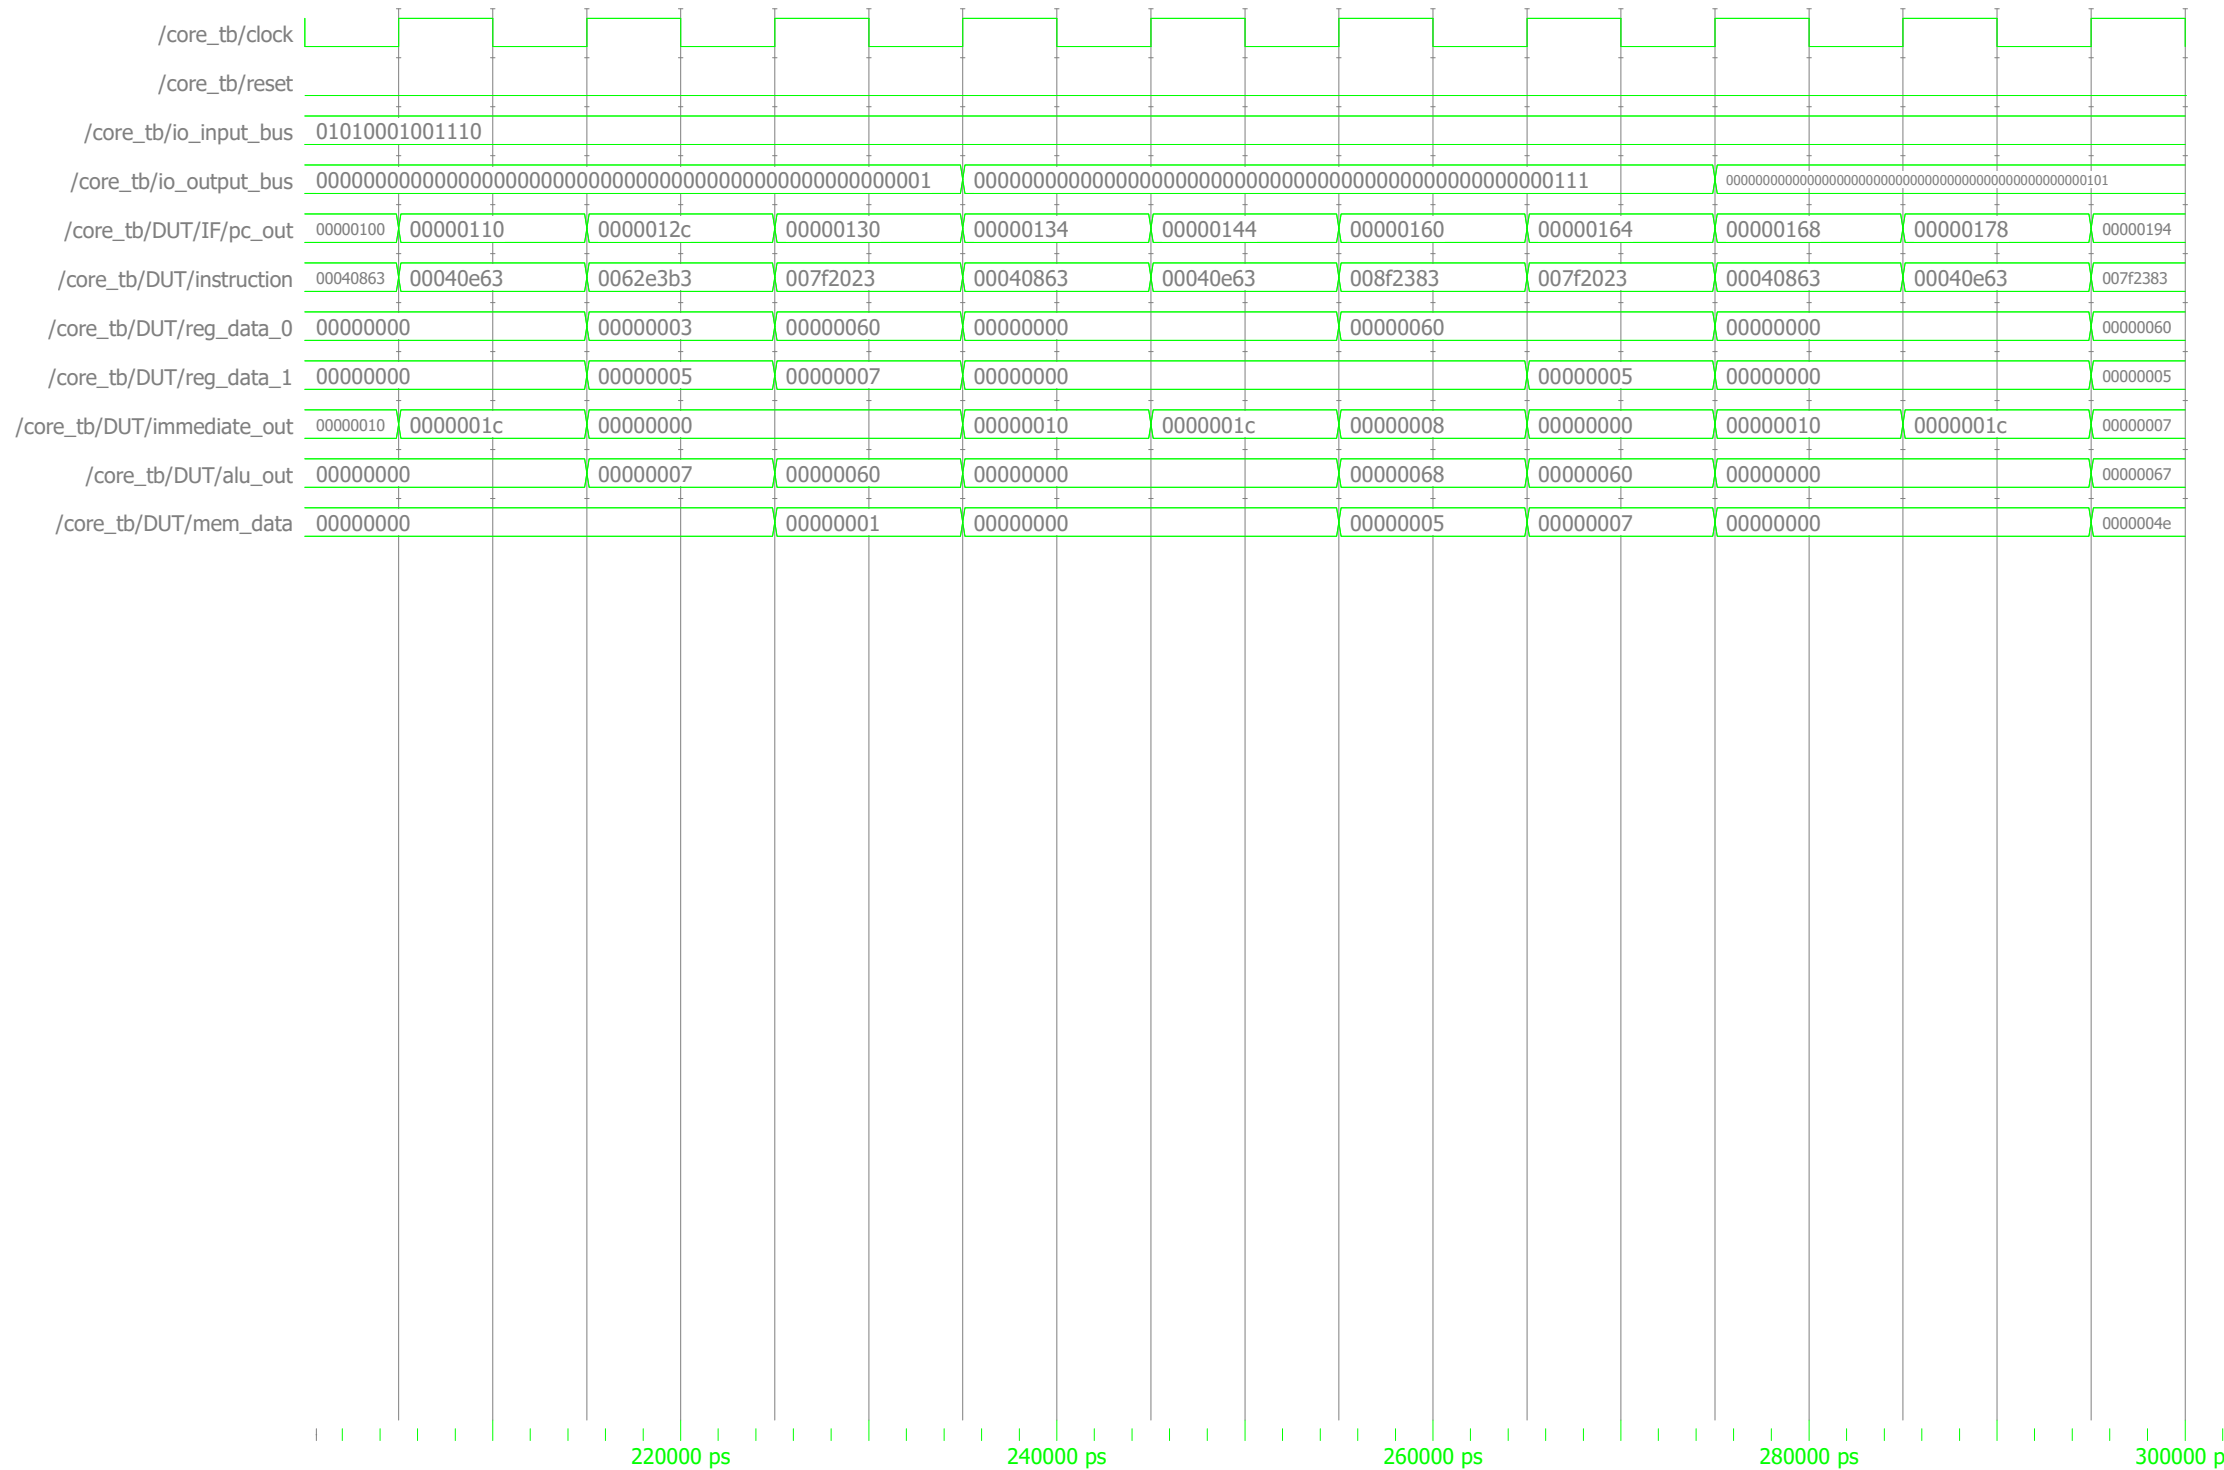 /core_tb/clock
/core_tb/reset
/core_tb/io_input_bus 01010001001110
/core_tb/io_output_bus 0000000000000000000000000000000000000000000000000001 0000000000000000000000000000000000000000000000000111 0000000000000000000000000000000000000000000000000101
/core_tb/DUT/IF/pc_out 00000100 00000110 0000012c 00000130 00000134 00000144 00000160 00000164 00000168 00000178 00000194
/core_tb/DUT/instruction 00040863 00040e63 0062e3b3 007f2023 00040863 00040e63 008f2383 007f2023 00040863 00040e63 007f2383
/core_tb/DUT/reg_data_0 00000000 00000003 00000060 00000000 00000060 00000000 00000060
/core_tb/DUT/reg_data_1 00000000 00000005 00000007 00000000 00000005 00000000 00000005
/core_tb/DUT/immediate_out 00000010 0000001c 00000000 00000010 0000001c 00000008 00000000 00000010 0000001c 00000007
/core_tb/DUT/alu_out 00000000 00000007 00000060 00000000 00000068 00000060 00000000 00000067
/core_tb/DUT/mem_data 00000000 00000001 00000000 00000005 00000007 00000000 0000004e
220000 ps 240000 ps 260000 ps 280000 ps 300000 p